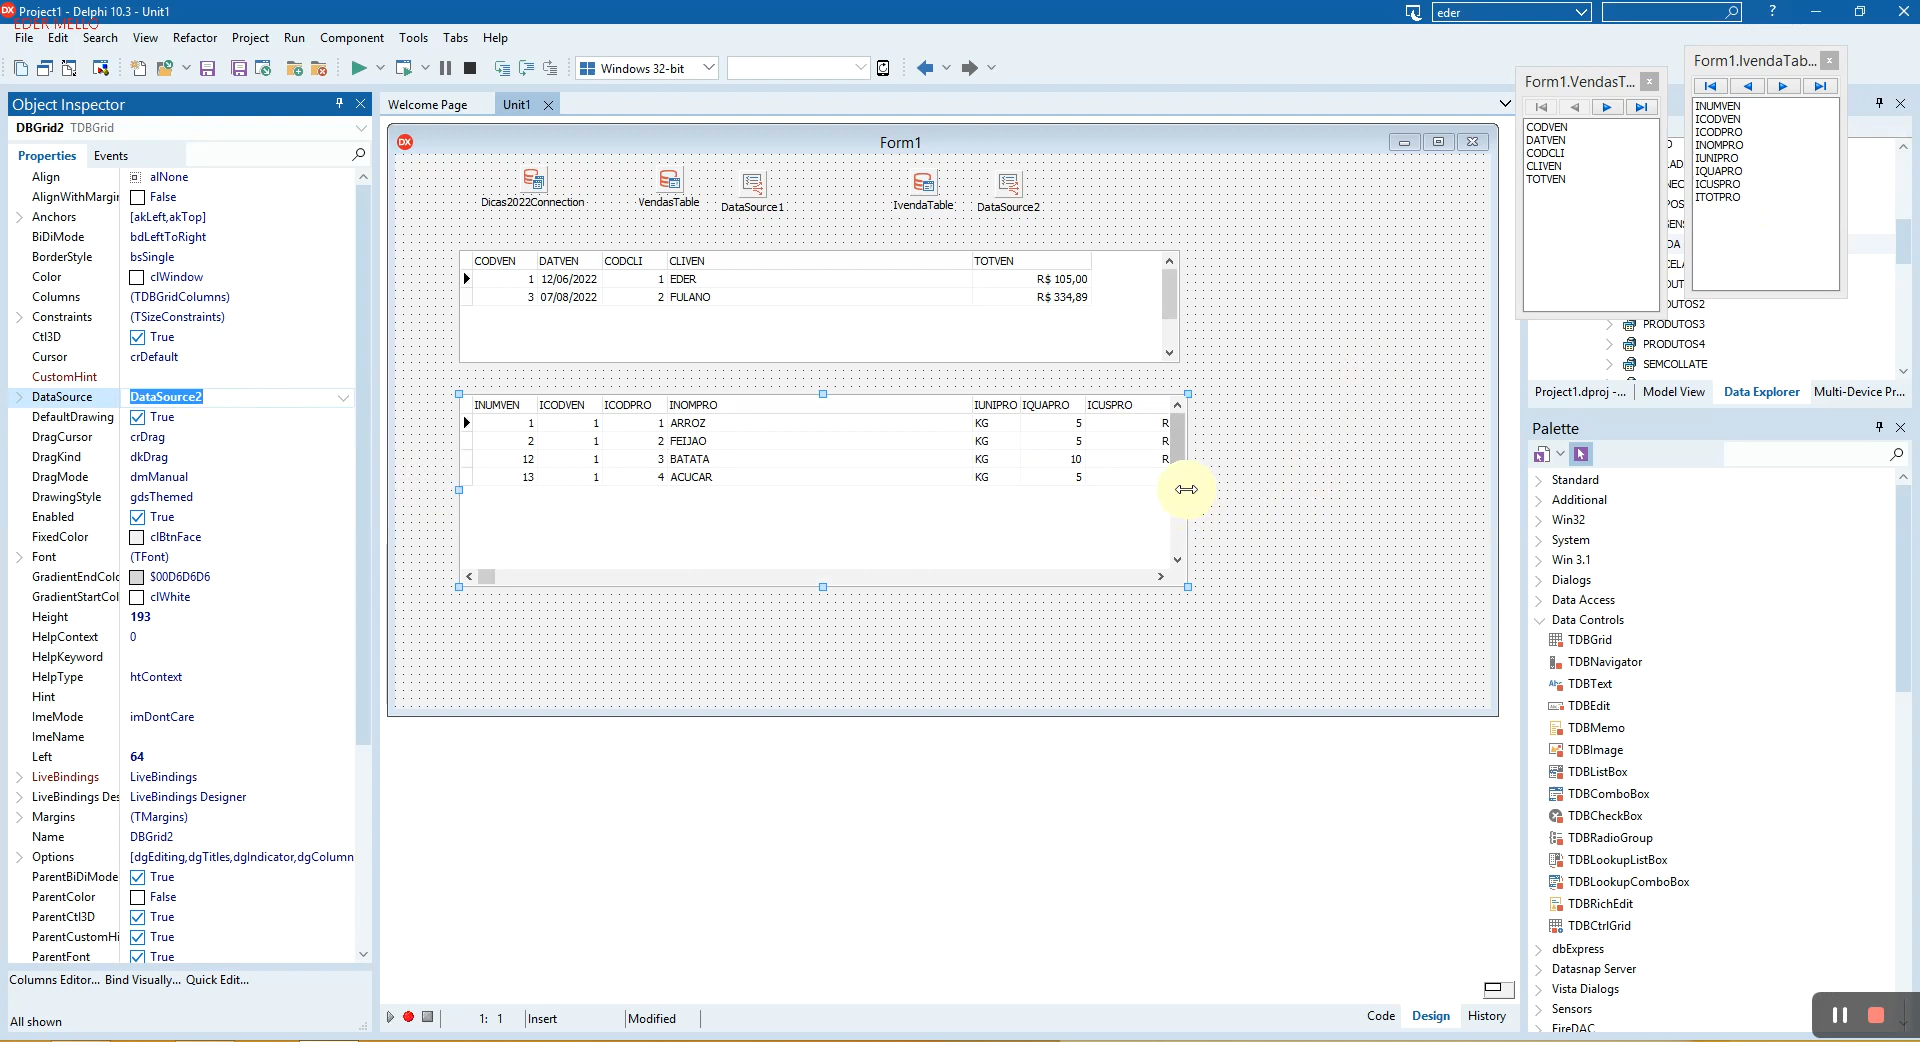 Project1 - Delphi 10.3 - Unit1
eder
?
EDER MELLO
File Edit Search View Refactor Project Run Component Tools Tabs Help
Windows 32-bit
Object Inspector
DBGrid2 TDBGrid
Properties Events
Align alNone
AlignWithMargin False
Anchors [akLeft,akTop]
BiDiMode bdLeftToRight
BorderStyle bsSingle
Color clWindow
Columns (TDBGridColumns)
Constraints (TSizeConstraints)
Ctl3D True
Cursor crDefault
CustomHint
DataSource DataSource2
DefaultDrawing True
DragCursor crDrag
DragKind dkDrag
DragMode dmManual
DrawingStyle gdsThemed
Enabled True
FixedColor clBtnFace
Font (TFont)
GradientEndColo $00D6D6D6
GradientStartCol clWhite
Height 193
HelpContext 0
HelpKeyword
HelpType htContext
Hint
ImeMode imDontCare
ImeName
Left 64
LiveBindings LiveBindings
LiveBindings Des LiveBindings Designer
Margins (TMargins)
Name DBGrid2
Options [dgEditing,dgTitles,dgIndicator,dgColumn
ParentBiDiMode True
ParentColor False
ParentCtl3D True
ParentCustomHi True
ParentFont True
Columns Editor... Bind Visually... Quick Edit...
All shown
Welcome Page Unit1
DX Form1
Dicas2022Connection VendasTable DataSource1 IvendaTable DataSource2
CODVEN DATVEN CODCLI CLIVEN TOTVEN
1 12/06/2022 1 EDER R$ 105,00
3 07/08/2022 2 FULANO R$ 334,89
INUMVEN ICODVEN ICODPRO INOMPRO IUNIPRO IQUAPRO ICUSPRO
1 1 1 ARROZ KG 5 R
2 1 2 FEIJAO KG 5 R
12 1 3 BATATA KG 10 R
13 1 4 ACUCAR KG 5
1: 1 Insert Modified
Code Design History
Form1.VendasT...
CODVEN
DATVEN
CODCLI
CLIVEN
TOTVEN
Form1.IvendaTab...
INUMVEN
ICODVEN
ICODPRO
INOMPRO
IUNIPRO
IQUAPRO
ICUSPRO
ITOTPRO
PRODUTOS3
PRODUTOS4
SEMCOLLATE
Project1.dproj -... Model View Data Explorer Multi-Device Pr...
Palette
Standard
Additional
Win32
System
Win 3.1
Dialogs
Data Access
Data Controls
TDBGrid
TDBNavigator
TDBText
TDBEdit
TDBMemo
TDBImage
TDBListBox
TDBComboBox
TDBCheckBox
TDBRadioGroup
TDBLookupListBox
TDBLookupComboBox
TDBRichEdit
TDBCtrlGrid
dbExpress
Datasnap Server
Vista Dialogs
Sensors
FireDAC